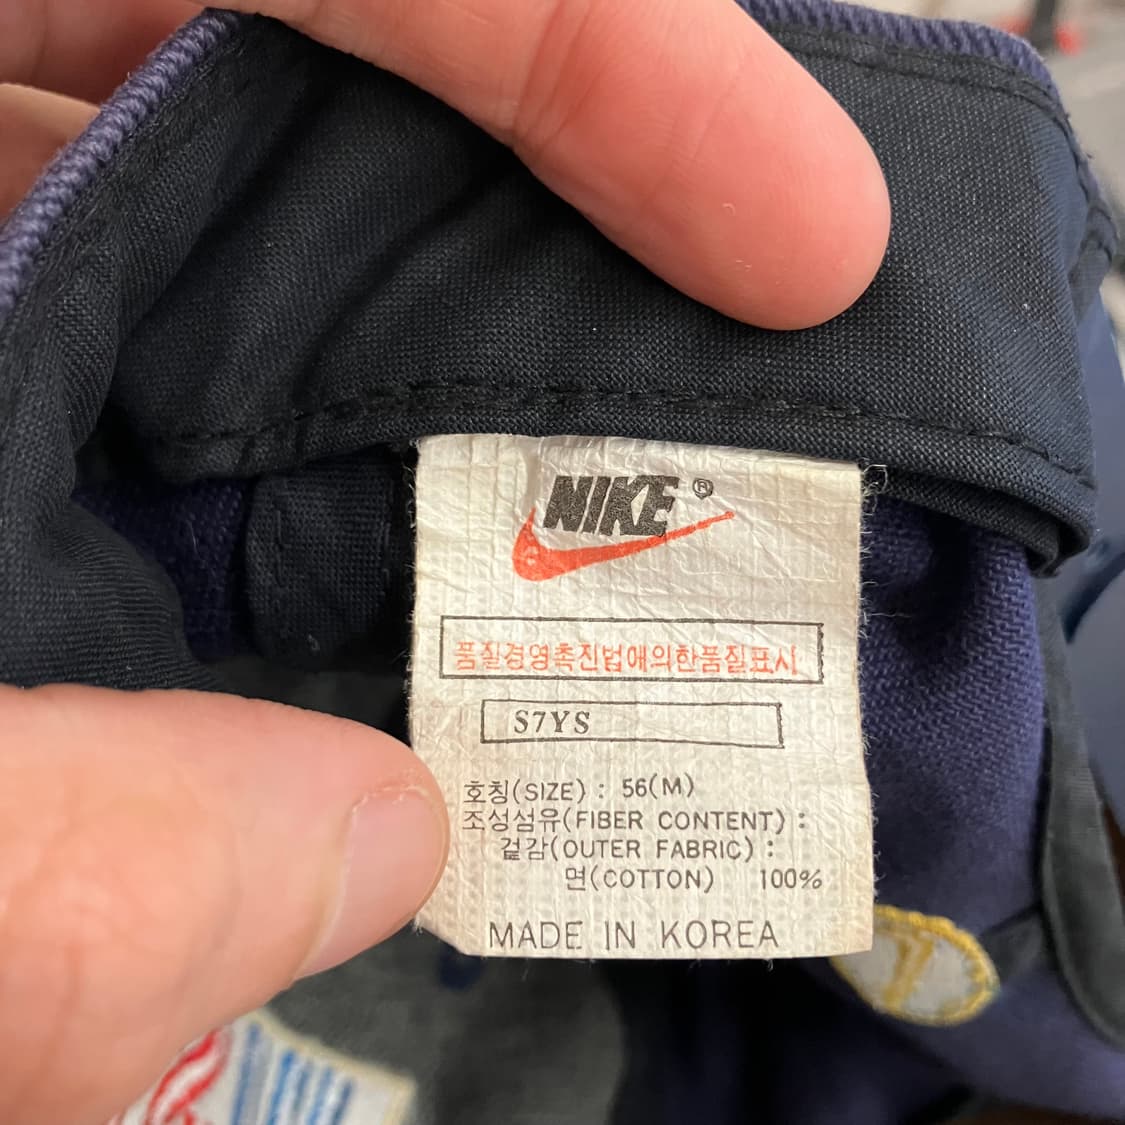 NIKE ®
품질경영촉진법에의한품질표시
S7YS
호칭(SIZE) : 56(M)
조성섬유(FIBER CONTENT) :
겉감(OUTER FABRIC) :
면(COTTON) 100%
MADE IN KOREA